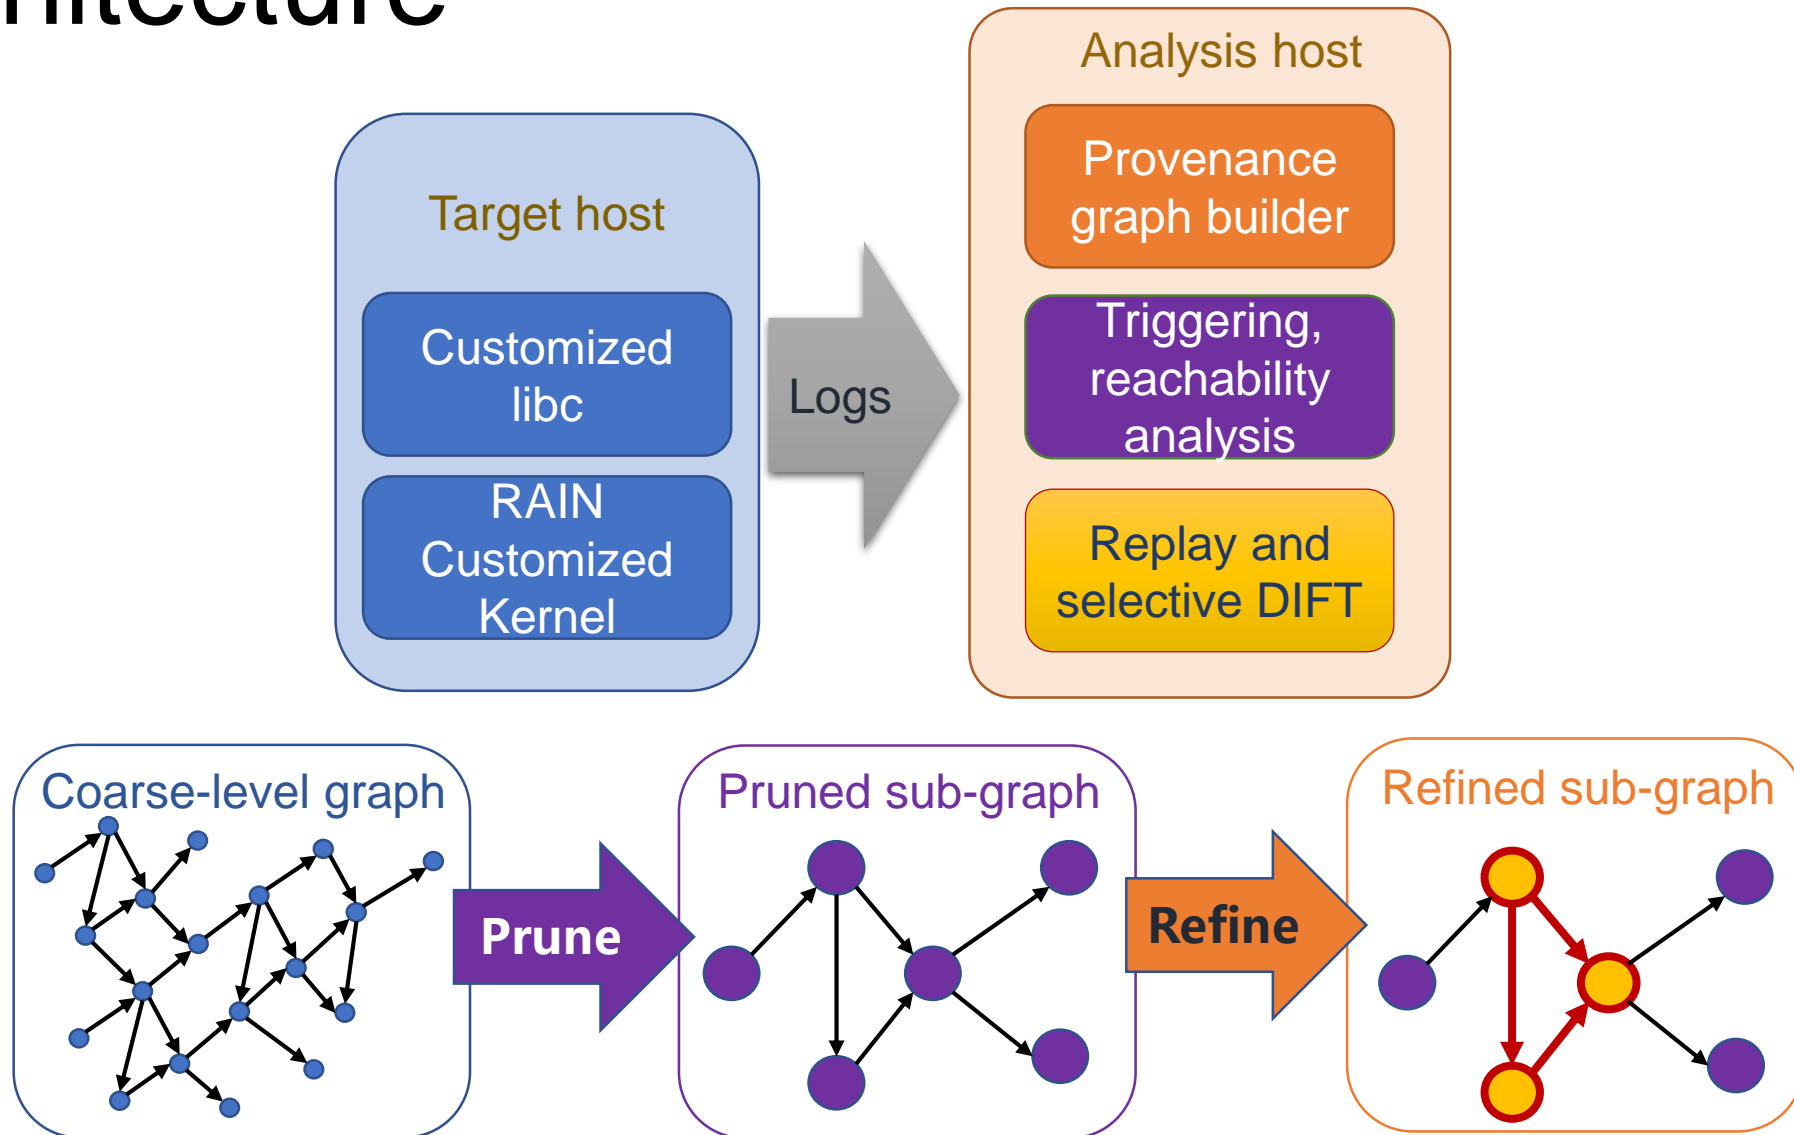 Analysis host
Target host
Customized
libc
RAIN
Customized
Kernel
Logs
Provenance
graph builder
Triggering,
reachability
analysis
Replay and
selective DIFT
Coarse-level graph
Prune
Pruned sub-graph
Refine
Refined sub-graph